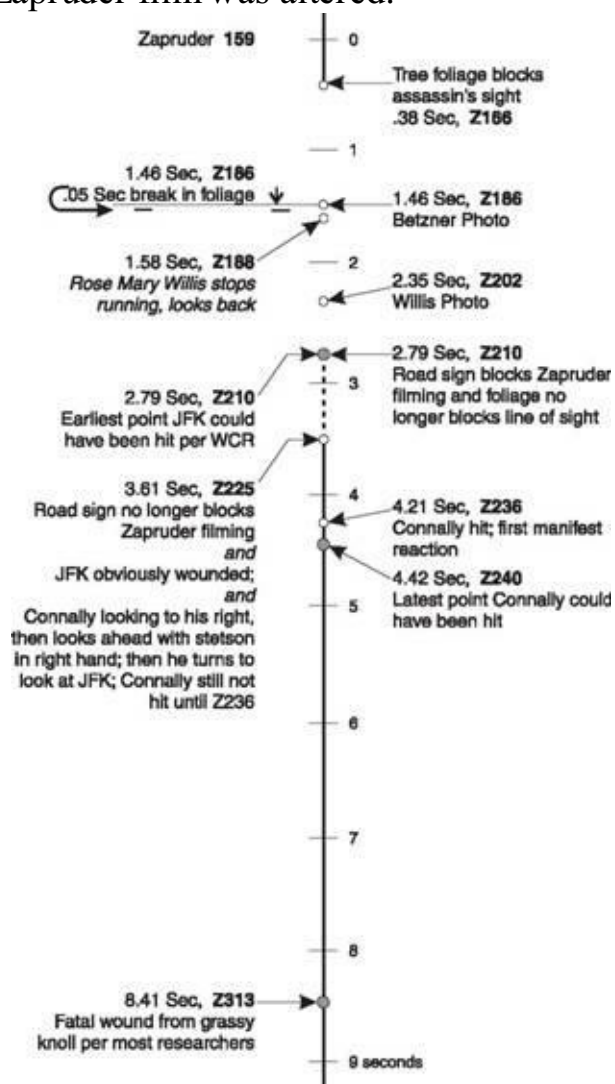 Zapruder film was altered.
Zapruder 159
0
Tree foliage blocks
assassin's sight
.38 Sec, Z166
1
1.46 Sec, Z186
.05 Sec break in foliage
1.46 Sec, Z186
Betzner Photo
1.58 Sec, Z188
Rose Mary Willis stops
running, looks back
2
2.35 Sec, Z202
Willis Photo
2.79 Sec, Z210
Road sign blocks Zapruder
filming and foliage no
longer blocks line of sight
3
2.79 Sec, Z210
Earliest point JFK could
have been hit per WCR
3.61 Sec, Z225
Road sign no longer blocks
Zapruder filming
and
JFK obviously wounded;
and
Connally looking to his right,
then looks ahead with stetson
in right hand; then he turns to
look at JFK; Connally still not
hit until Z236
4
4.21 Sec, Z236
Connally hit; first manifest
reaction
4.42 Sec, Z240
Latest point Connally could
have been hit
5
6
7
8
8.41 Sec, Z313
Fatal wound from grassy
knoll per most researchers
9 seconds